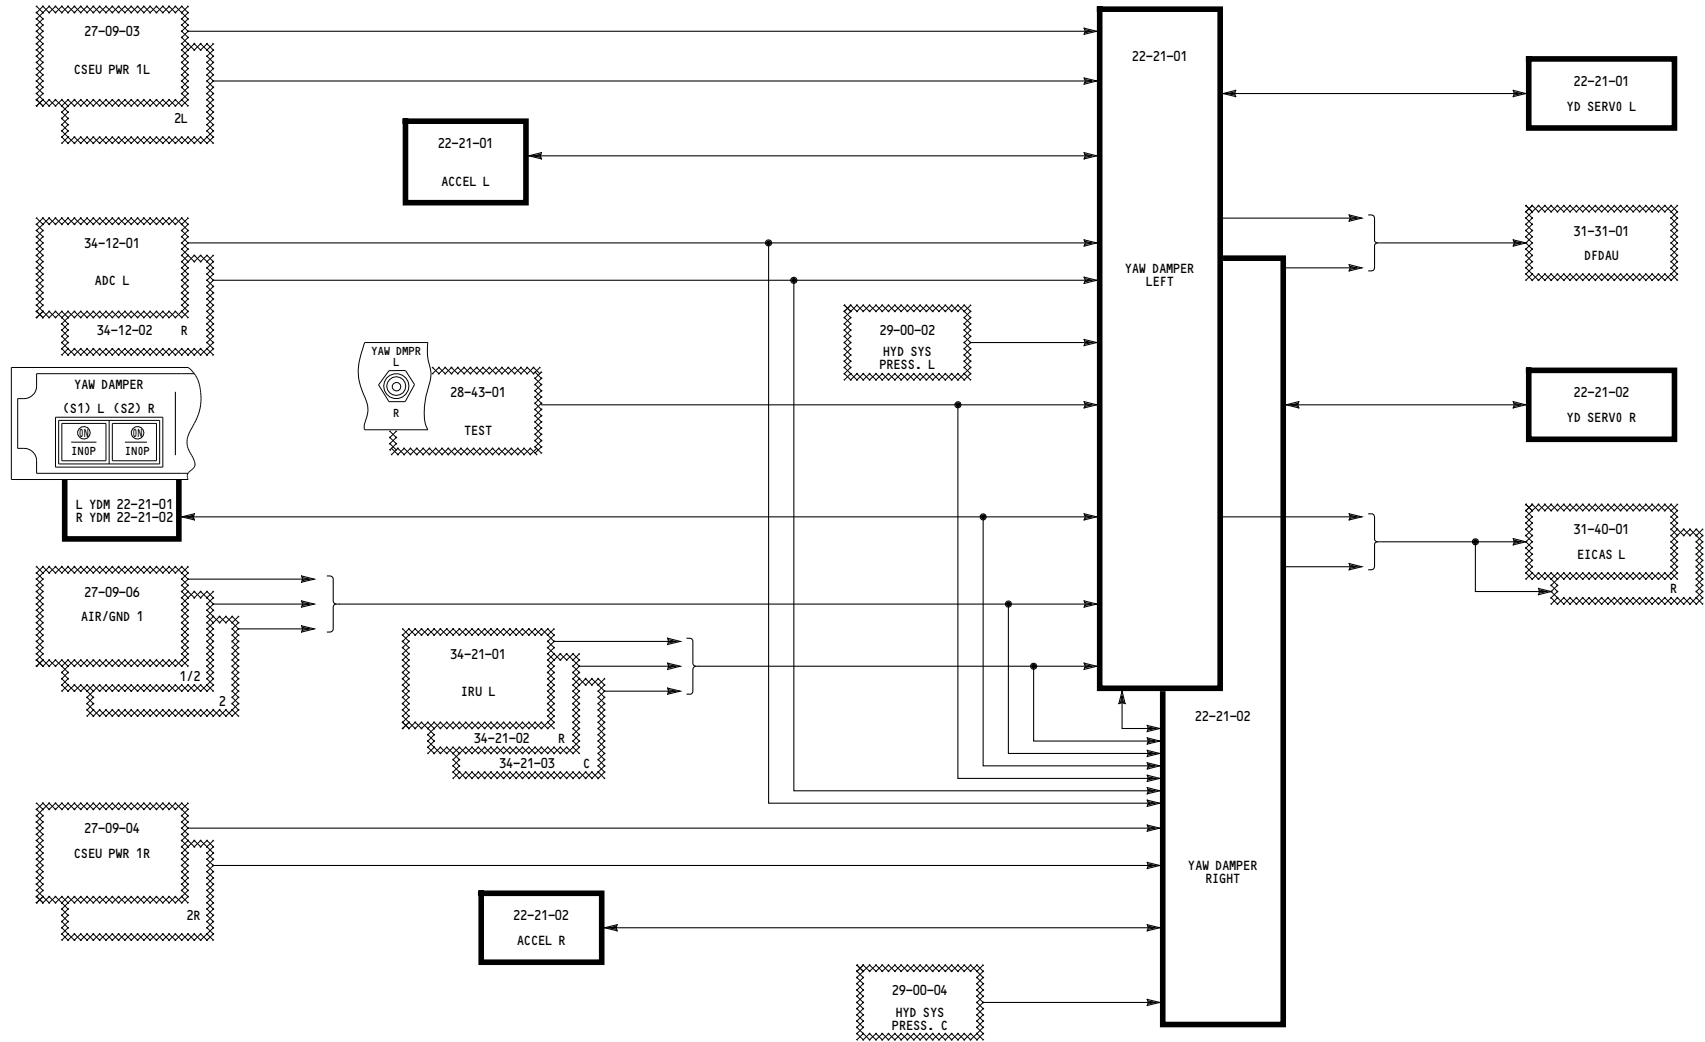 27-09-03
CSEU PWR 1L
2L
22-21-01
ACCEL L
34-12-01
ADC L
34-12-02 R
YAW DAMPER
(S1) L (S2) R
ON ON
INOP INOP
L YDM 22-21-01
R YDM 22-21-02
YAW DMPR
L
R
28-43-01
TEST
29-00-02
HYD SYS
PRESS. L
27-09-06
AIR/GND 1
1/2
2
34-21-01
IRU L
34-21-02 R
34-21-03 C
27-09-04
CSEU PWR 1R
2R
22-21-02
ACCEL R
29-00-04
HYD SYS
PRESS. C
22-21-01
YAW DAMPER
LEFT
22-21-02
YAW DAMPER
RIGHT
22-21-01
YD SERVO L
31-31-01
DFDAU
22-21-02
YD SERVO R
31-40-01
EICAS L
R